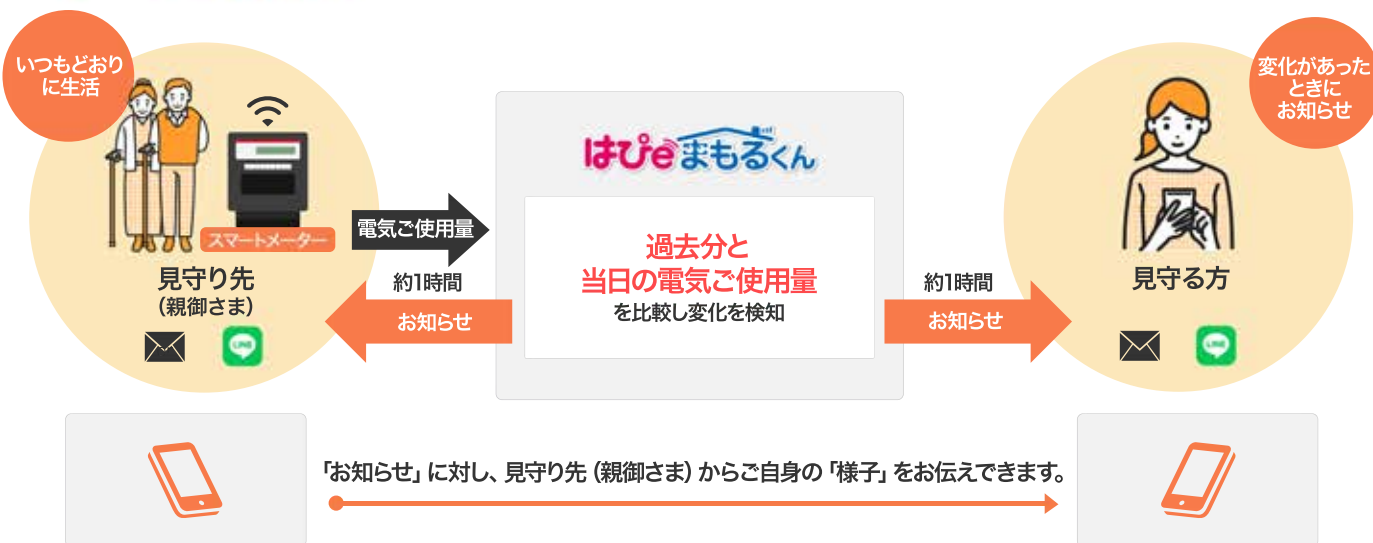 いつもどおり
に生活
変化があった
ときに
お知らせ
はぴeまもるくん
スマートメーター
電気ご使用量
過去分と
当日の電気ご使用量
を比較し変化を検知
見守り先
(親御さま)
約1時間
お知らせ
約1時間
お知らせ
見守る方
LINE
LINE
「お知らせ」に対し、見守り先(親御さま)からご自身の「様子」をお伝えできます。